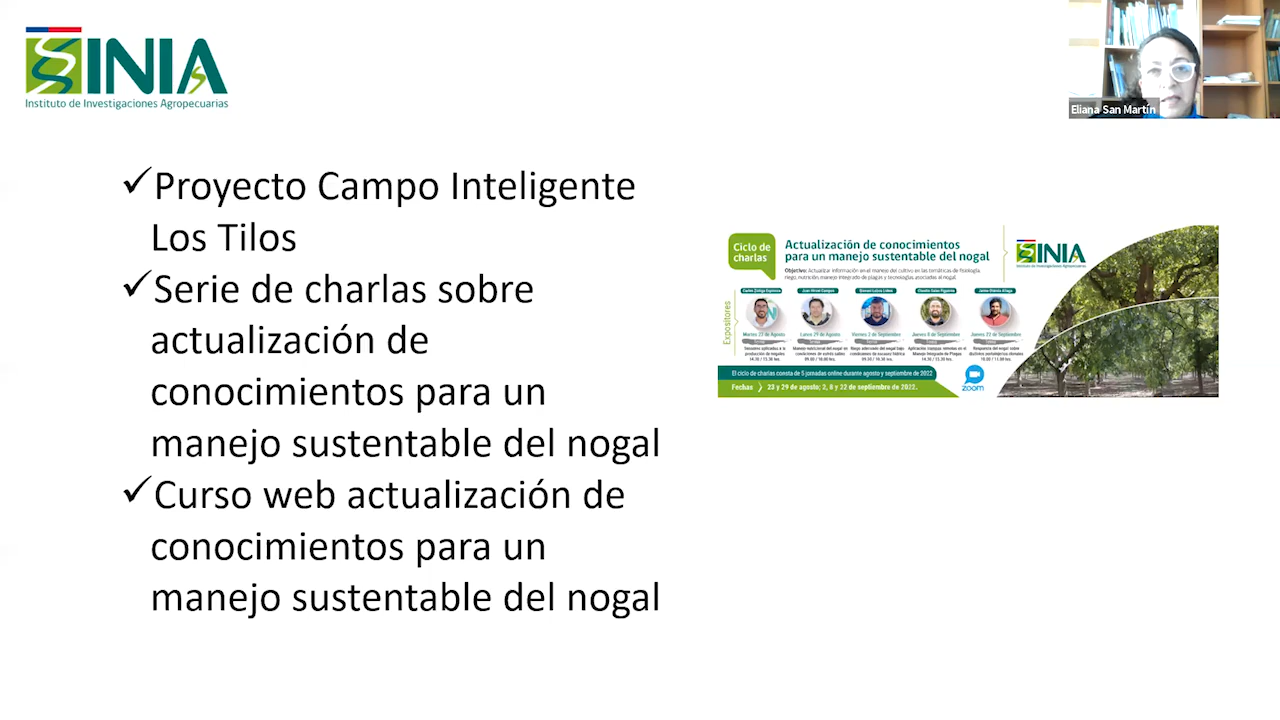 INIA
Instituto de Investigaciones Agropecuarias
Eliana San Martín
✓Proyecto Campo Inteligente
Los Tilos
✓Serie de charlas sobre
actualización de
conocimientos para un
manejo sustentable del nogal
✓Curso web actualización de
conocimientos para un
manejo sustentable del nogal
Ciclo de
charlas
Actualización de conocimientos
para un manejo sustentable del nogal
Objetivo: Actualizar información en el manejo del cultivo en las temáticas de fisiología,
riego, nutrición, manejo integrado de plagas y tecnologías asociadas al nogal.
INIA
Expositores
Martes 23 de Agosto
Lunes 29 de Agosto
Viernes 2 de Septiembre
Jueves 8 de Septiembre
Jueves 22 de Septiembre
El ciclo de charlas consta de 5 jornadas online durante agosto y septiembre de 2022
Fechas
23 y 29 de agosto; 2, 8 y 22 de septiembre de 2022.
zoom